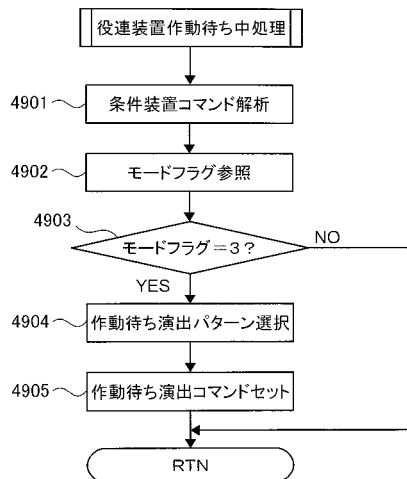 役連装置作動待ち中処理
4901
条件装置コマンド解析
4902
モードフラグ参照
4903
モードフラグ=3?
NO
YES
4904
作動待ち演出パターン選択
4905
作動待ち演出コマンドセット
RTN